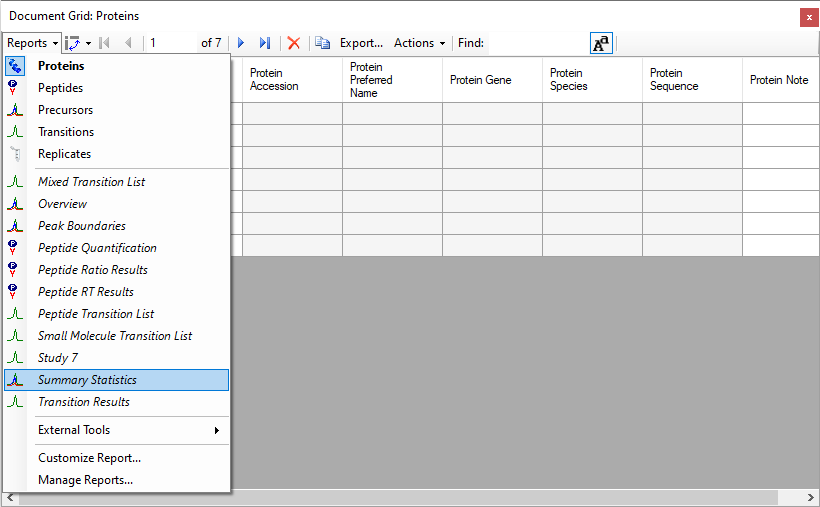 Document Grid: Proteins
x
Reports 1 of 7 Export... Actions Find: Aa
Protein Accession
Protein Preferred Name
Protein Gene
Protein Species
Protein Sequence
Protein Note
Proteins
Peptides
Precursors
Transitions
Replicates
Mixed Transition List
Overview
Peak Boundaries
Peptide Quantification
Peptide Ratio Results
Peptide RT Results
Peptide Transition List
Small Molecule Transition List
Study 7
Summary Statistics
Transition Results
External Tools
Customize Report...
Manage Reports...